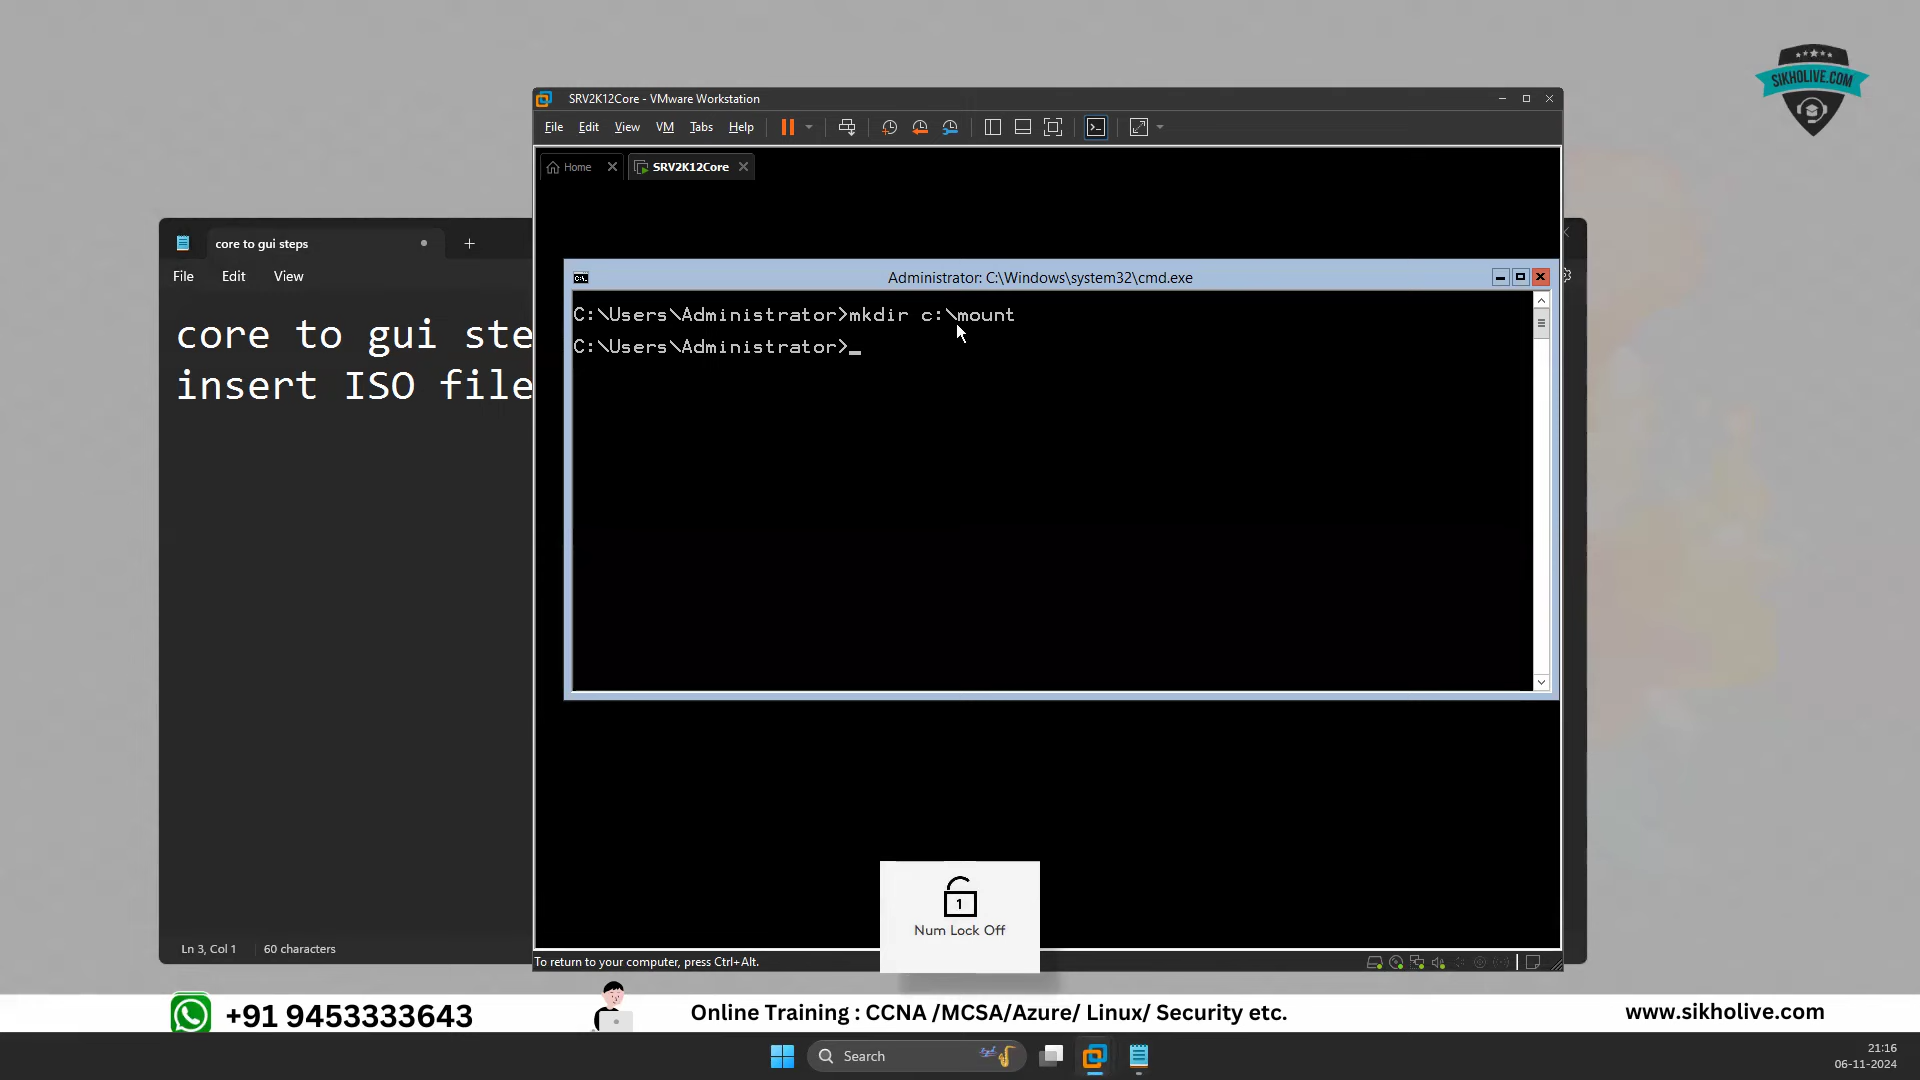 SIKHOLIVE.COM
SRV2K12Core - VMware Workstation
File Edit View VM Tabs Help
Home SRV2K12Core
core to gui steps
File Edit View
Administrator: C:\Windows\system32\cmd.exe
C:\Users\Administrator>mkdir c:\mount
C:\Users\Administrator>_
core to gui ste
insert ISO file
1
Num Lock Off
Ln 3, Col 1 60 characters
To return to your computer, press Ctrl+Alt.
+91 9453333643
Online Training : CCNA /MCSA/Azure/ Linux/ Security etc.
www.sikholive.com
Search
21:16
06-11-2024